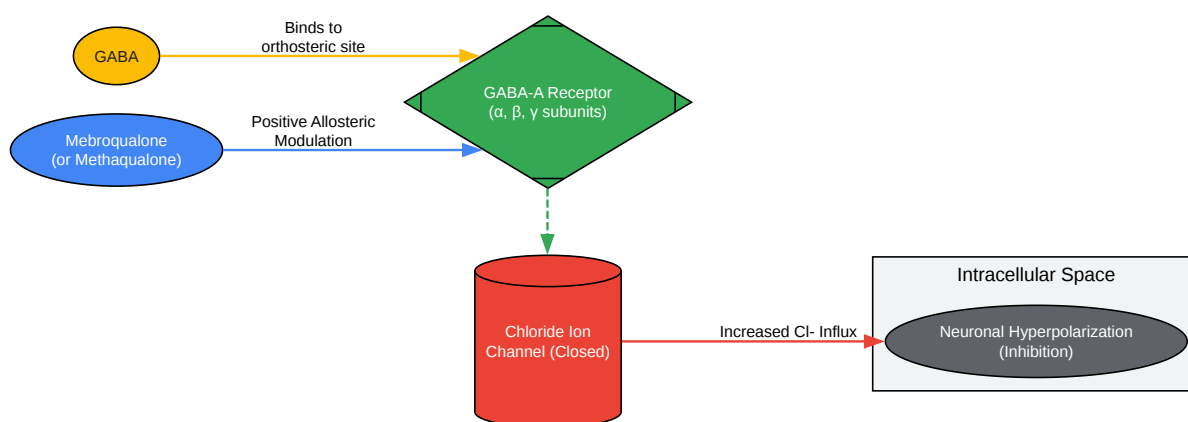 GABA
Binds to
orthosteric site
GABA-A Receptor
(α, β, γ subunits)
Mebroqualone
(or Methaqualone)
Positive Allosteric
Modulation
Chloride Ion
Channel (Closed)
Increased Cl- Influx
Intracellular Space
Neuronal Hyperpolarization
(Inhibition)